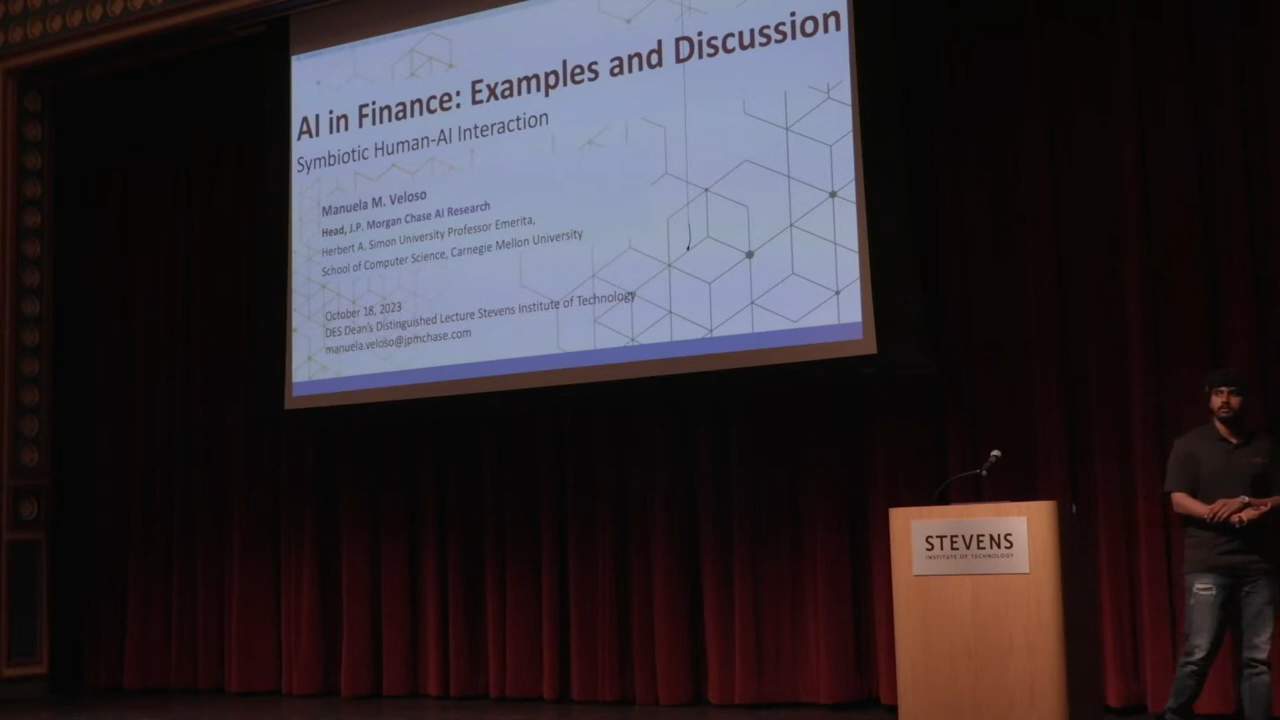 AI in Finance: Examples and Discussion
Symbiotic Human-AI Interaction
Manuela M. Veloso
Head, J.P. Morgan Chase AI Research
Herbert A. Simon University Professor Emerita,
School of Computer Science, Carnegie Mellon University
October 18, 2023
DES Dean's Distinguished Lecture Stevens Institute of Technology
manuela.veloso@jpmchase.com
STEVENS
INSTITUTE OF TECHNOLOGY